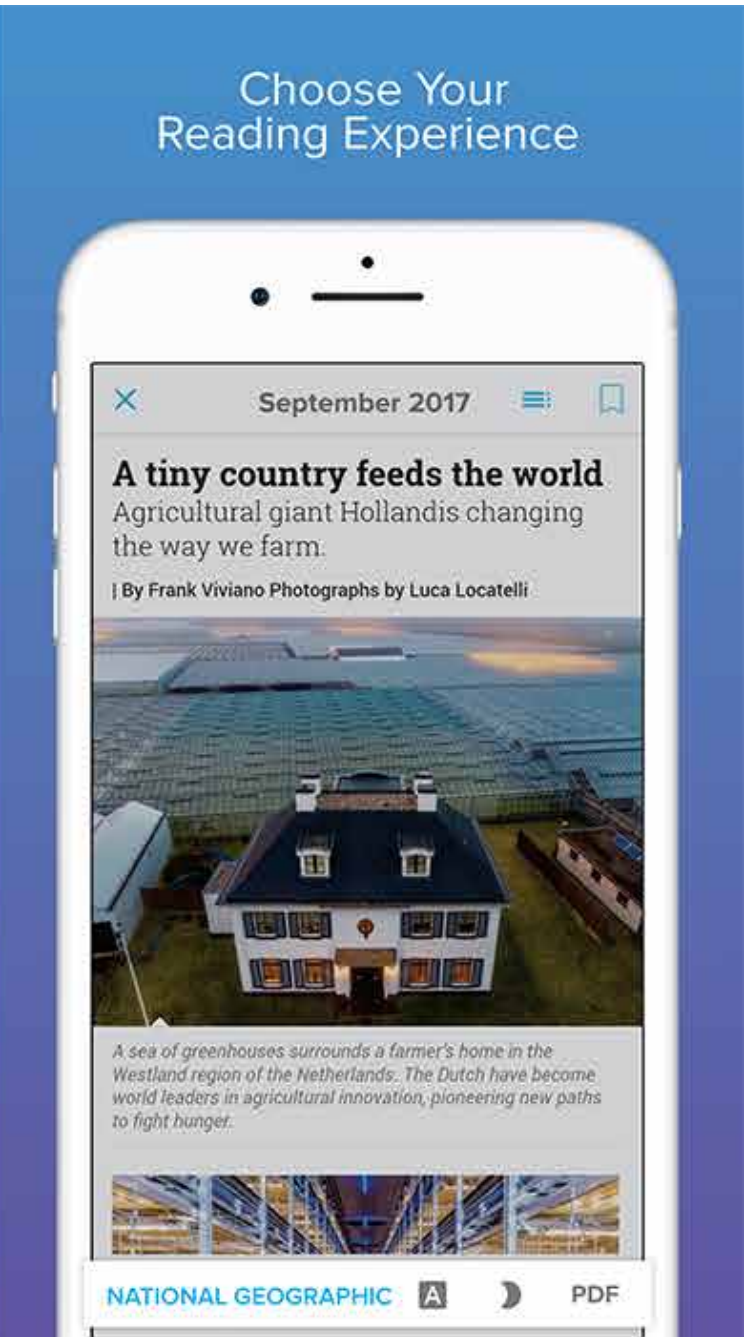 Choose Your
Reading Experience
September 2017
A tiny country feeds the world
Agricultural giant Hollandis changing
the way we farm.
| By Frank Viviano Photographs by Luca Locatelli
A sea of greenhouses surrounds a farmer's home in the
Westland region of the Netherlands. The Dutch have become
world leaders in agricultural innovation, pioneering new paths
to fight hunger.
NATIONAL GEOGRAPHIC A PDF